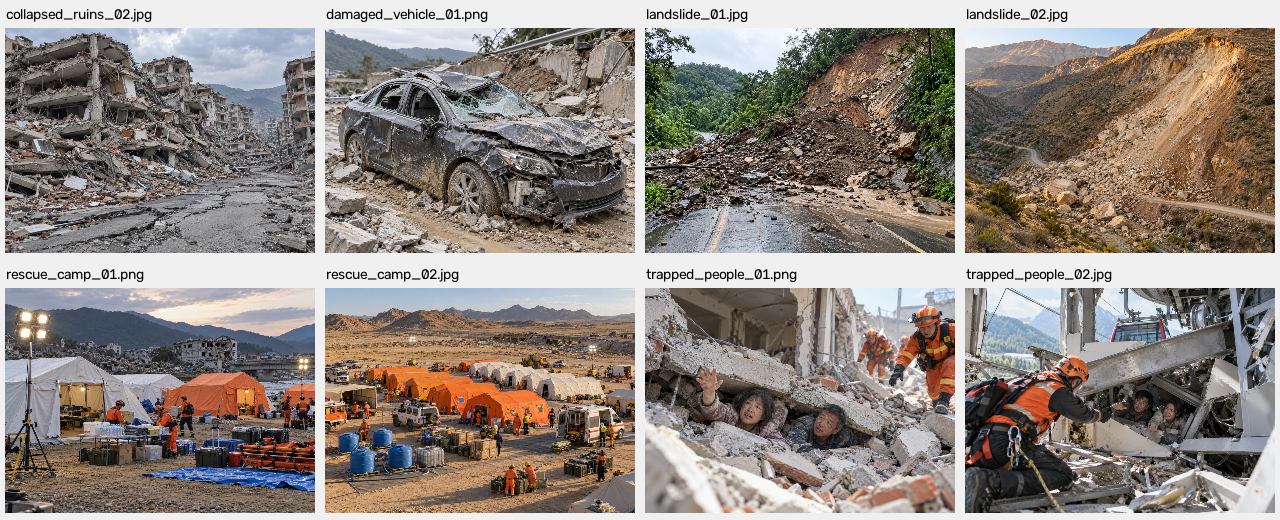 collapsed_ruins_02.jpg
damaged_vehicle_01.png
landslide_01.jpg
landslide_02.jpg
rescue_camp_01.png
rescue_camp_02.jpg
trapped_people_01.png
trapped_people_02.jpg